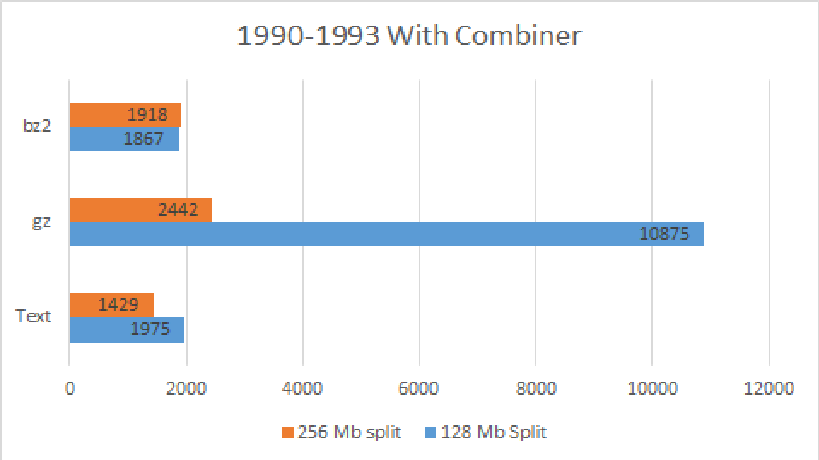 1990-1993 With Combiner
bz2
1918
1867
gz
2442
10875
Text
1429
1975
0 2000 4000 6000 8000 10000 12000
256 Mb split 128 Mb Split